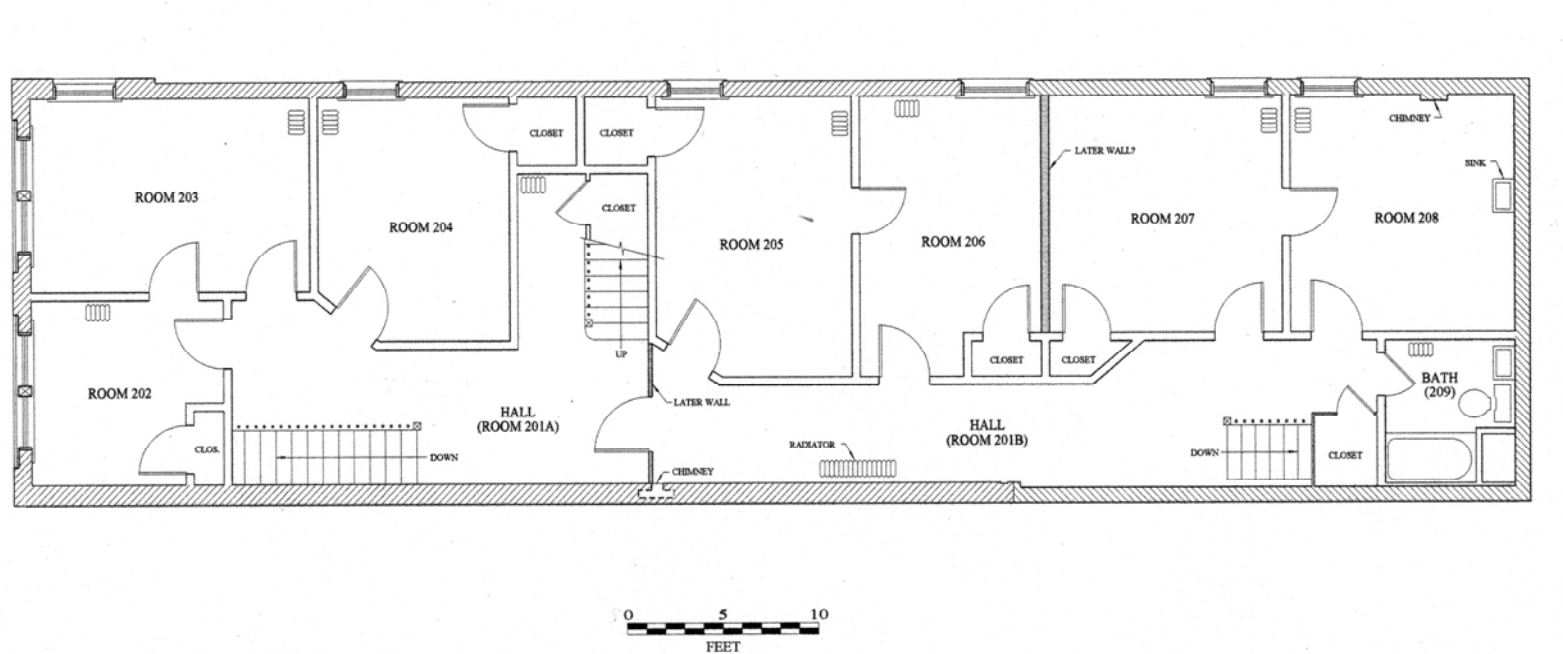 CLOSET
CLOSET
CHIMNEY
LATER WALL?
SINK
ROOM 203
CLOSET
ROOM 204
ROOM 205
ROOM 206
ROOM 207
ROOM 208
UP
CLOSET
CLOSET
BATH
(209)
ROOM 202
LATER WALL
HALL
(ROOM 201A)
HALL
(ROOM 201B)
RADIATOR
CLOS.
DOWN
DOWN
CLOSET
CHIMNEY
0 5 10
FEET